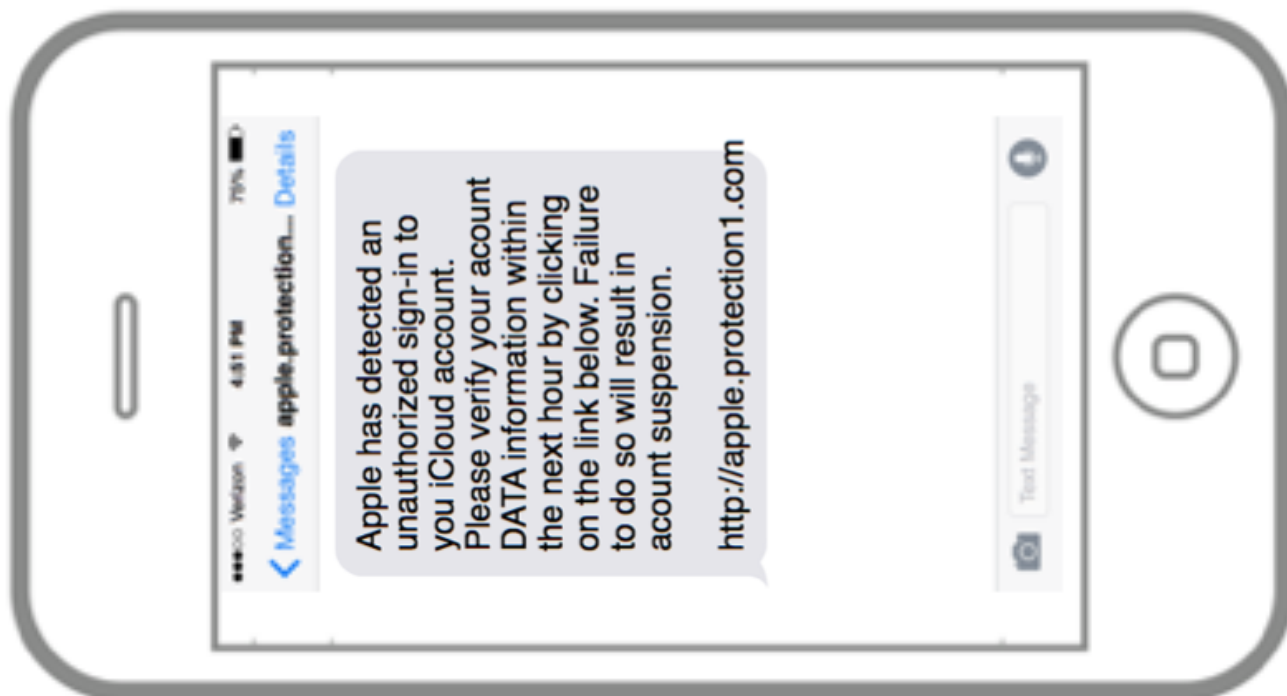 ●●●○○ Verizon 4:51 PM 75%
Messages apple.protection... Details
Apple has detected an
unauthorized sign-in to
you iCloud account.
Please verify your acount
DATA information within
the next hour by clicking
on the link below. Failure
to do so will result in
acount suspension.
http://apple.protection1.com
Text Message